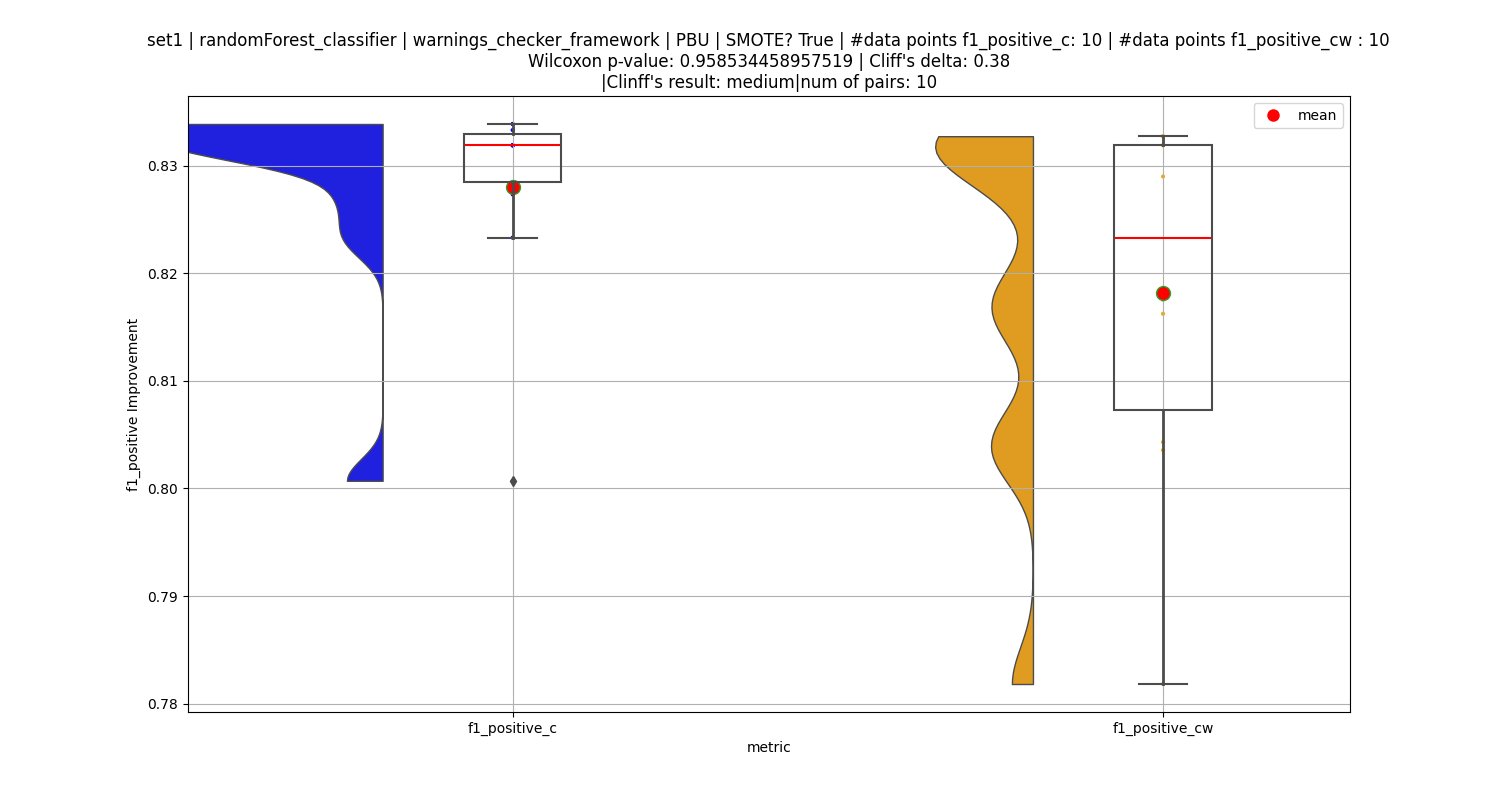 set1 | randomForest_classifier | warnings_checker_framework | PBU | SMOTE? True | #data points f1_positive_c: 10 | #data points f1_positive_cw : 10
Wilcoxon p-value: 0.958534458957519 | Cliff's delta: 0.38
|Clinff's result: medium|num of pairs: 10
mean
f1_positive Improvement
0.83
0.82
0.81
0.80
0.79
0.78
f1_positive_c
f1_positive_cw
metric